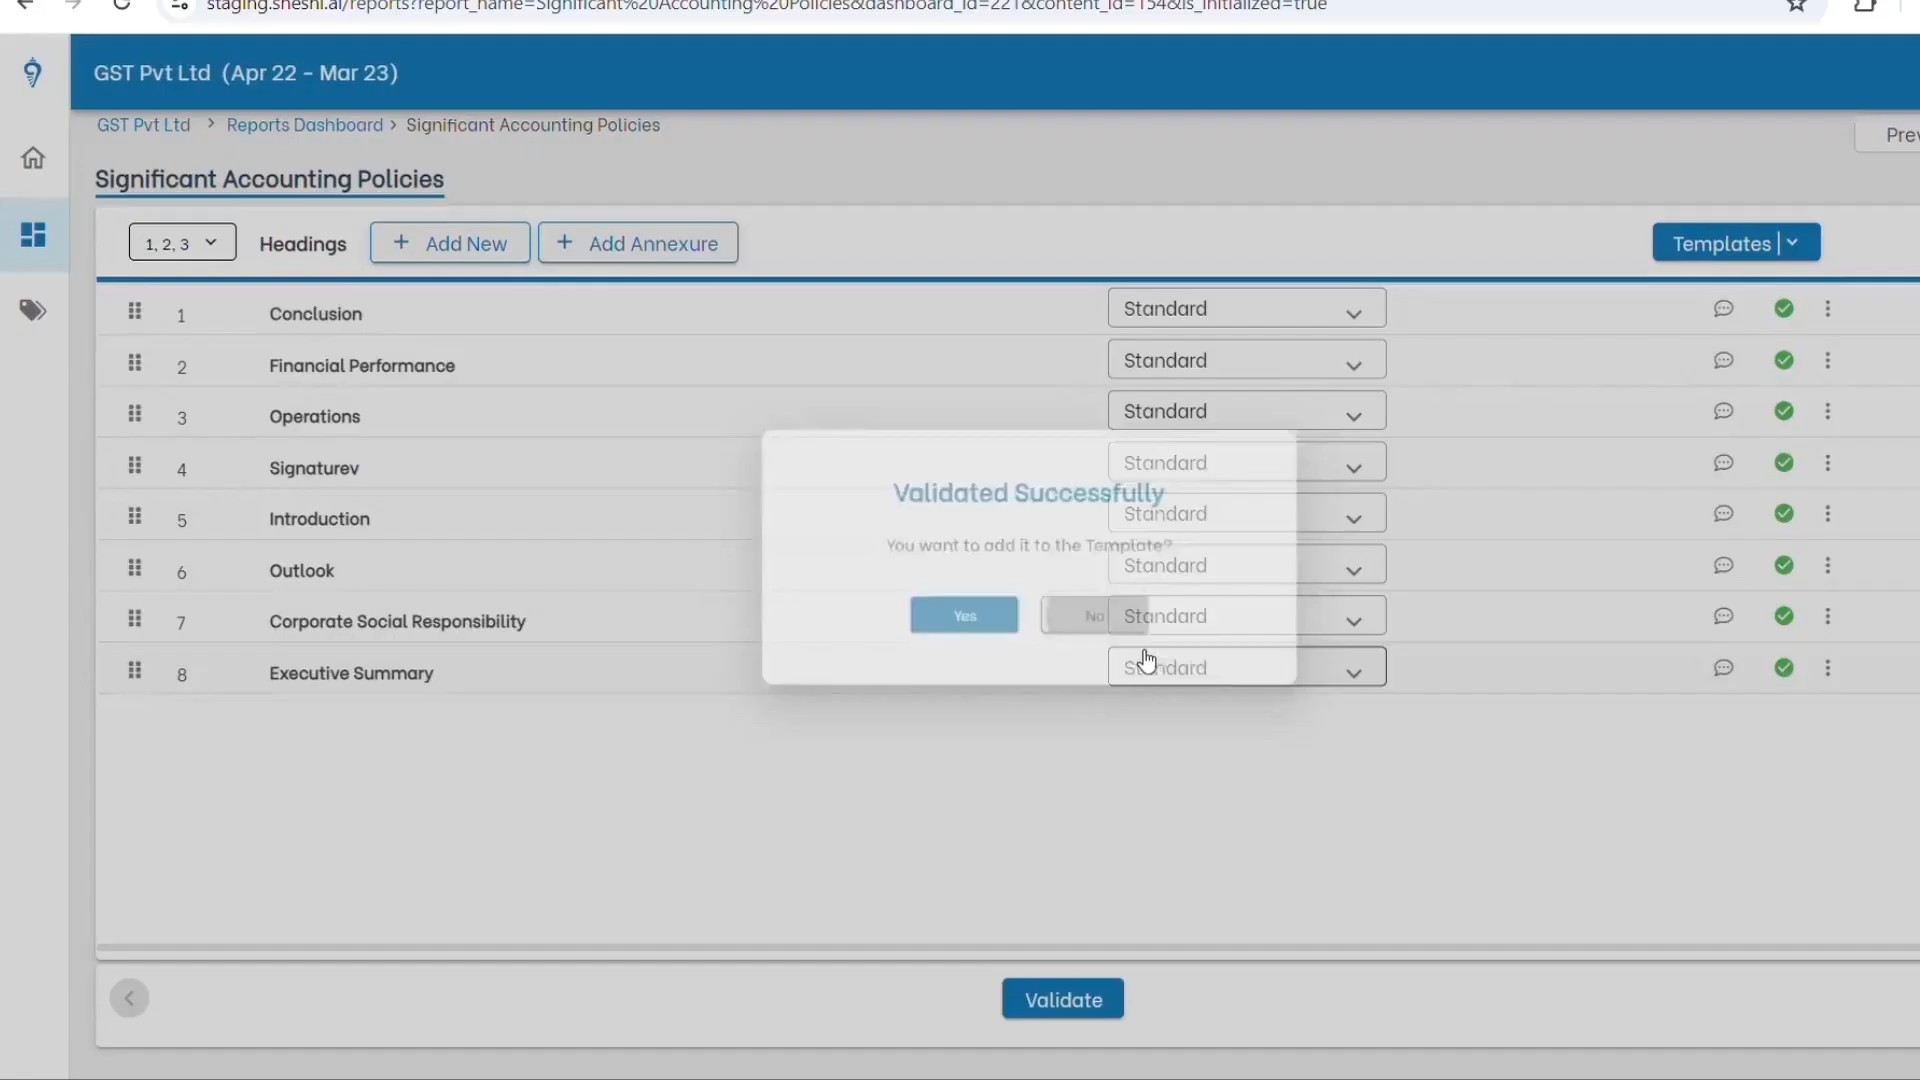 staging.sheshi.ai/reports?report_name=Significant%20Accounting%20Policies&dashboard_id=221&content_id=154&is_initialized=true
GST Pvt Ltd (Apr 22 - Mar 23)
GST Pvt Ltd > Reports Dashboard > Significant Accounting Policies
Prev
Significant Accounting Policies
1, 2, 3 Headings + Add New + Add Annexure Templates
1 Conclusion Standard
2 Financial Performance Standard
3 Operations Standard
4 Signaturev Standard
Validated Successfully
5 Introduction Standard
You want to add it to the Template?
6 Outlook Standard
7 Corporate Social Responsibility Standard
Yes No
8 Executive Summary Standard
Validate